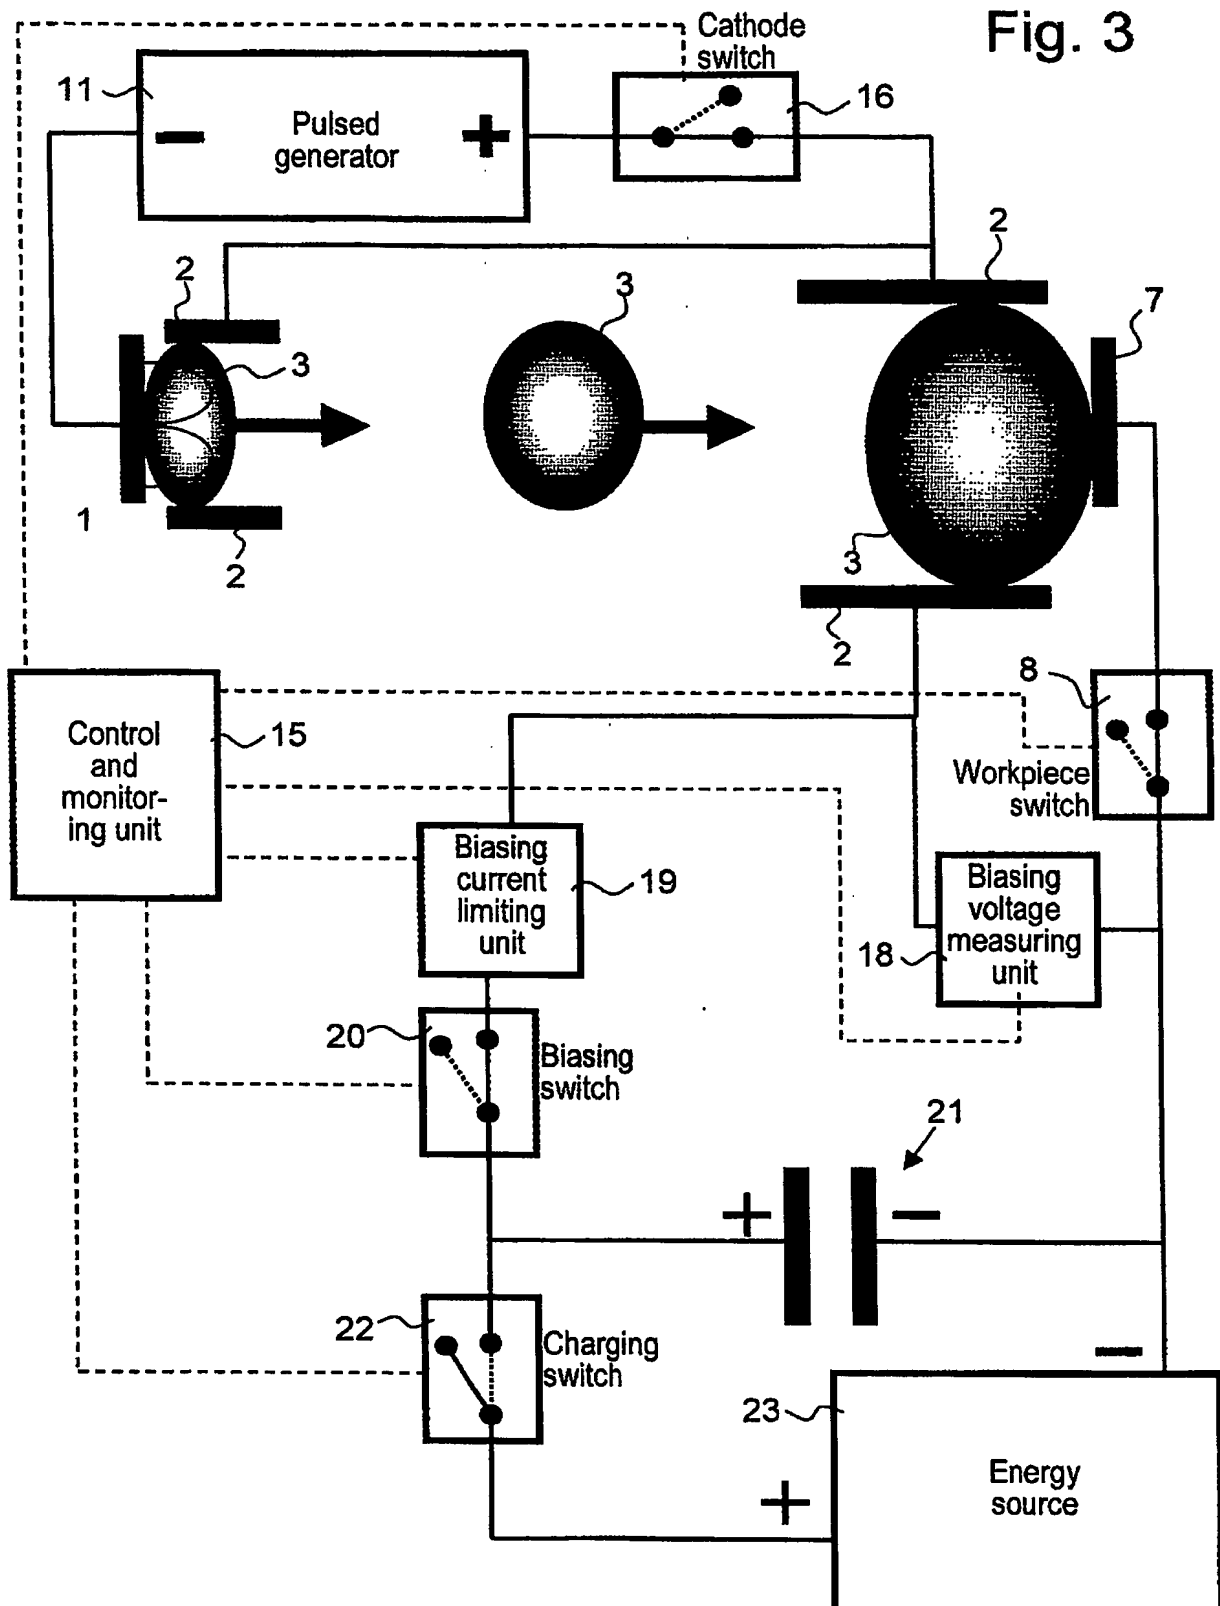 Fig. 3
Cathode
switch
11
Pulsed
generator
−
+
16
2
2
3
3
7
1
2
3
2
8
Workpiece
switch
Control
and
monitor-
ing unit
15
Biasing
current
limiting
unit
19
Biasing
voltage
measuring
unit
18
20
Biasing
switch
21
+
−
22
Charging
switch
−
23
+
Energy
source